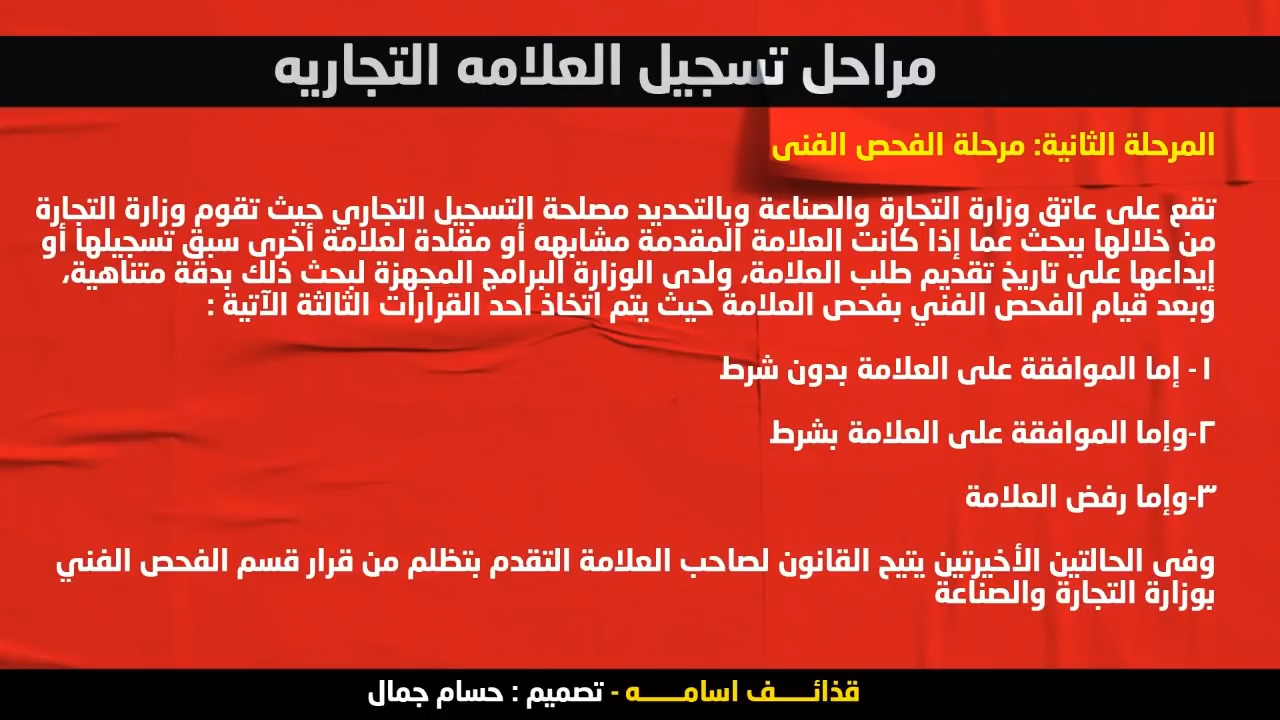 مراحل تسجيل العلامه التجاريه
المرحلة الثانية: مرحلة الفحص الفنى
تقع على عاتق وزارة التجارة والصناعة وبالتحديد مصلحة التسجيل التجاري حيث تقوم وزارة التجارة
من خلالها ببحث عما إذا كانت العلامة المقدمة مشابهه أو مقلدة لعلامة أخرى سبق تسجيلها أو
إيداعها على تاريخ تقديم طلب العلامة، ولدى الوزارة البرامج المجهزة لبحث ذلك بدقة متناهية،
وبعد قيام الفحص الفني بفحص العلامة حيث يتم اتخاذ أحد القرارات الثالثة الآتية :
١- إما الموافقة على العلامة بدون شرط
٢-وإما الموافقة على العلامة بشرط
٣-وإما رفض العلامة
وفى الحالتين الأخيرتين يتيح القانون لصاحب العلامة التقدم بتظلم من قرار قسم الفحص الفني
بوزارة التجارة والصناعة
قذائــــف اسامــــــه - تصميم : حسام جمال